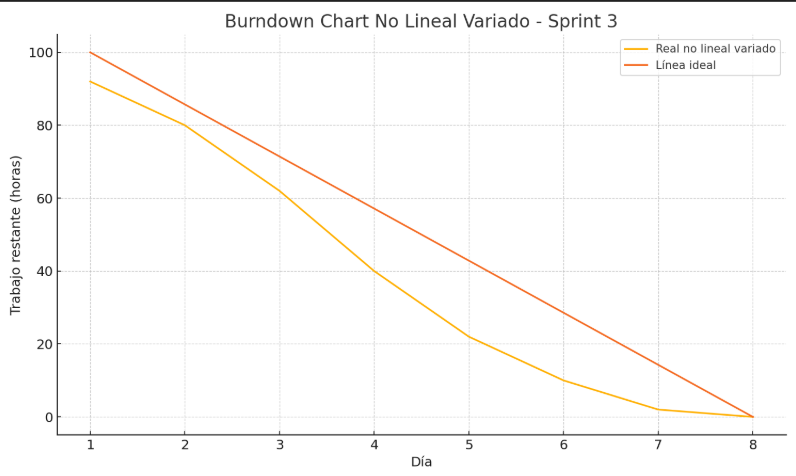 Burndown Chart No Lineal Variado - Sprint 3
Real no lineal variado
Línea ideal
Trabajo restante (horas)
100
80
60
40
20
0
1 2 3 4 5 6 7 8
Día